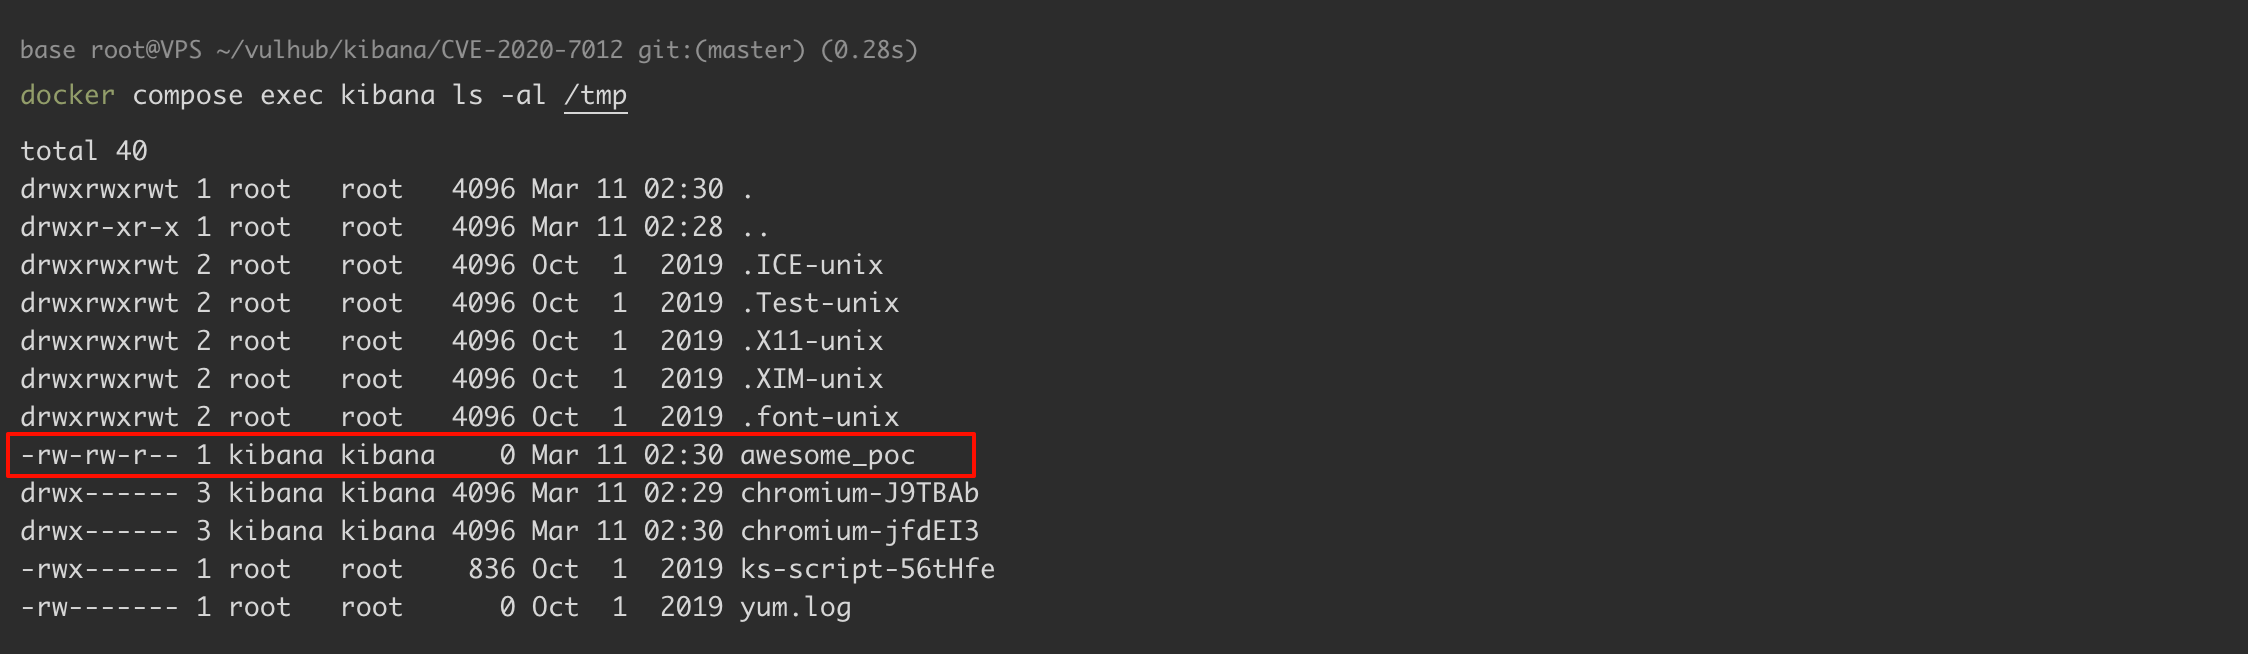 base root@VPS ~/vulhub/kibana/CVE-2020-7012 git:(master) (0.28s)
docker compose exec kibana ls -al /tmp
total 40
drwxrwxrwt 1 root   root   4096 Mar 11 02:30 .
drwxr-xr-x 1 root   root   4096 Mar 11 02:28 ..
drwxrwxrwt 2 root   root   4096 Oct  1  2019 .ICE-unix
drwxrwxrwt 2 root   root   4096 Oct  1  2019 .Test-unix
drwxrwxrwt 2 root   root   4096 Oct  1  2019 .X11-unix
drwxrwxrwt 2 root   root   4096 Oct  1  2019 .XIM-unix
drwxrwxrwt 2 root   root   4096 Oct  1  2019 .font-unix
-rw-rw-r-- 1 kibana kibana    0 Mar 11 02:30 awesome_poc
drwx------ 3 kibana kibana 4096 Mar 11 02:29 chromium-J9TBAb
drwx------ 3 kibana kibana 4096 Mar 11 02:30 chromium-jfdEI3
-rwx------ 1 root   root    836 Oct  1  2019 ks-script-56tHfe
-rw------- 1 root   root      0 Oct  1  2019 yum.log